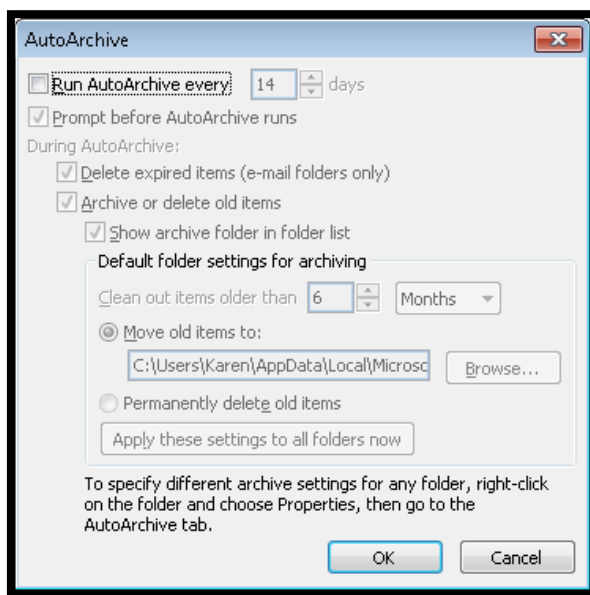 AutoArchive
Run AutoArchive every 14 days
Prompt before AutoArchive runs
During AutoArchive:
Delete expired items (e-mail folders only)
Archive or delete old items
Show archive folder in folder list
Default folder settings for archiving
Clean out items older than 6 Months
Move old items to:
C:\Users\Karen\AppData\Local\Microsc Browse...
Permanently delete old items
Apply these settings to all folders now
To specify different archive settings for any folder, right-click
on the folder and choose Properties, then go to the
AutoArchive tab.
OK Cancel